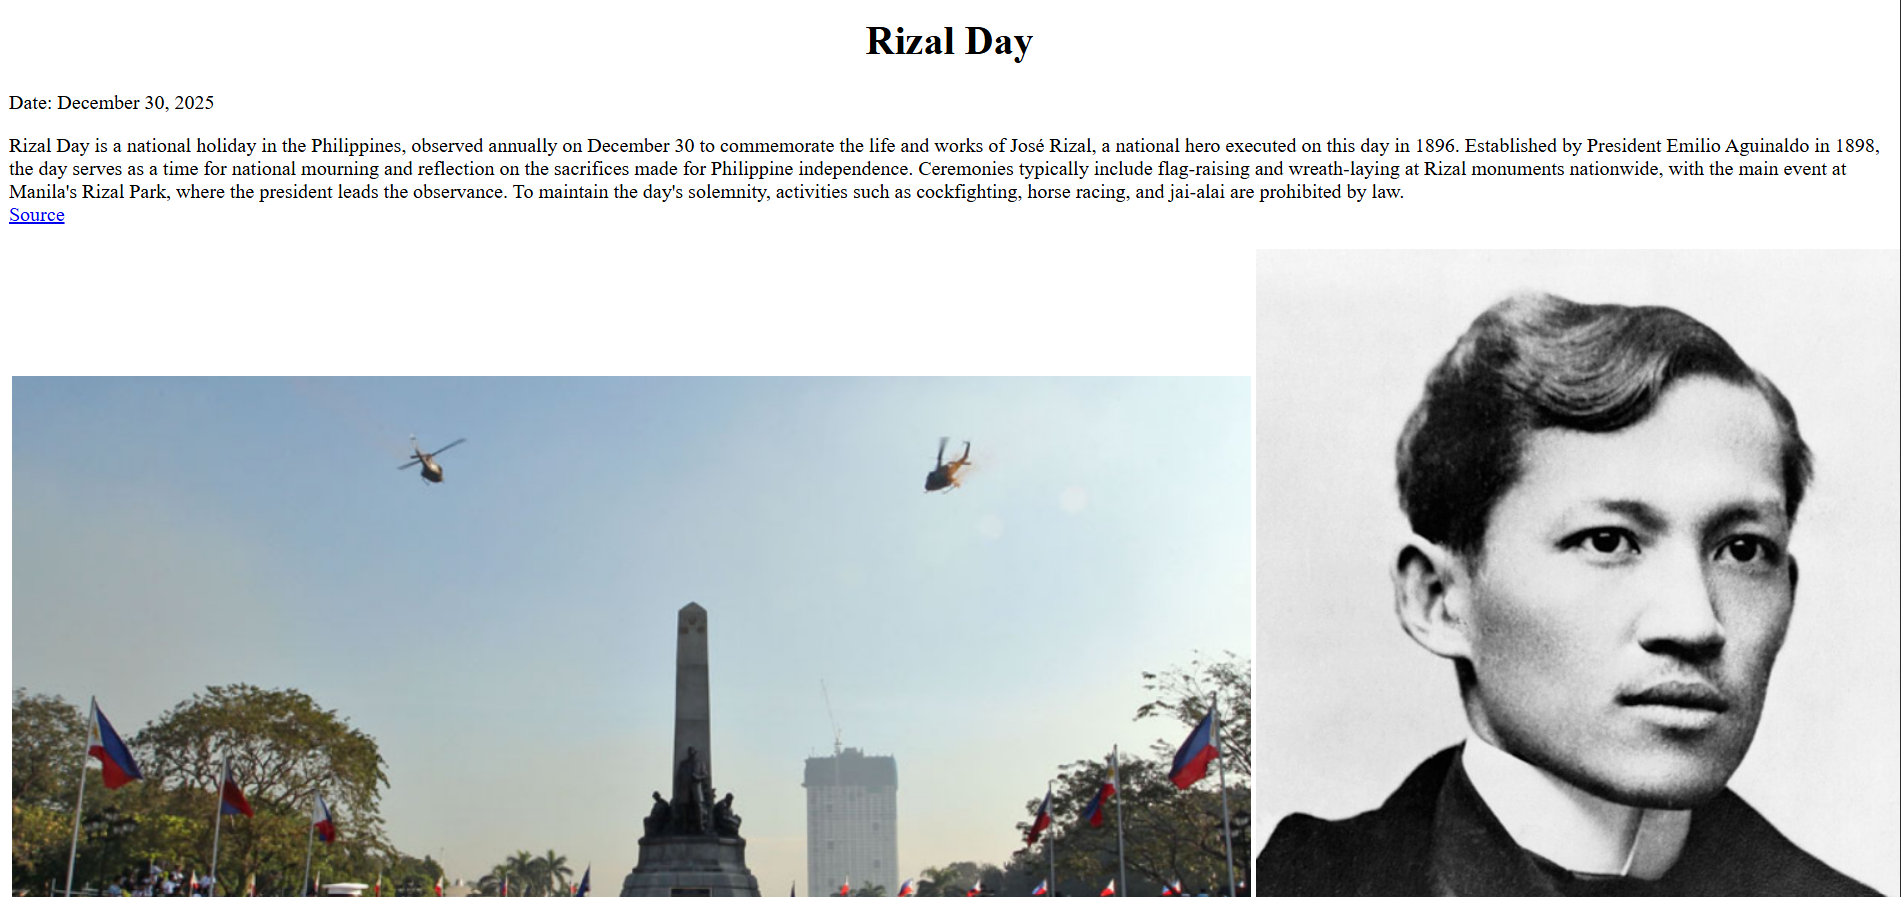 Rizal Day
Date: December 30, 2025
Rizal Day is a national holiday in the Philippines, observed annually on December 30 to commemorate the life and works of José Rizal, a national hero executed on this day in 1896. Established by President Emilio Aguinaldo in 1898,
the day serves as a time for national mourning and reflection on the sacrifices made for Philippine independence. Ceremonies typically include flag-raising and wreath-laying at Rizal monuments nationwide, with the main event at
Manila's Rizal Park, where the president leads the observance. To maintain the day's solemnity, activities such as cockfighting, horse racing, and jai-alai are prohibited by law.
Source